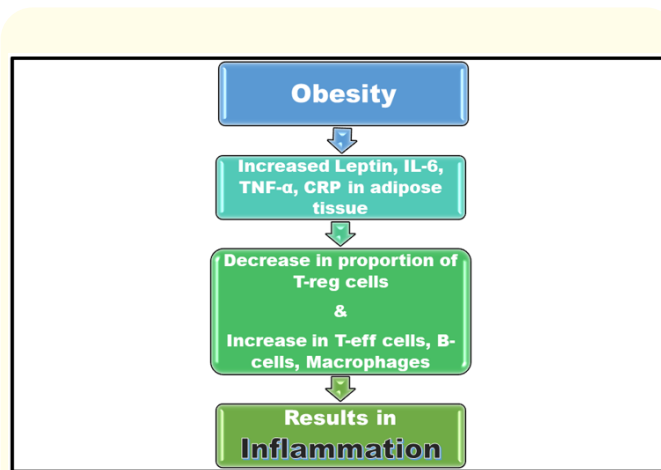 Obesity
Increased Leptin, IL-6,
TNF-α, CRP in adipose
tissue
Decrease in proportion of
T-reg cells
&
Increase in T-eff cells, B-
cells, Macrophages
Results in
Inflammation